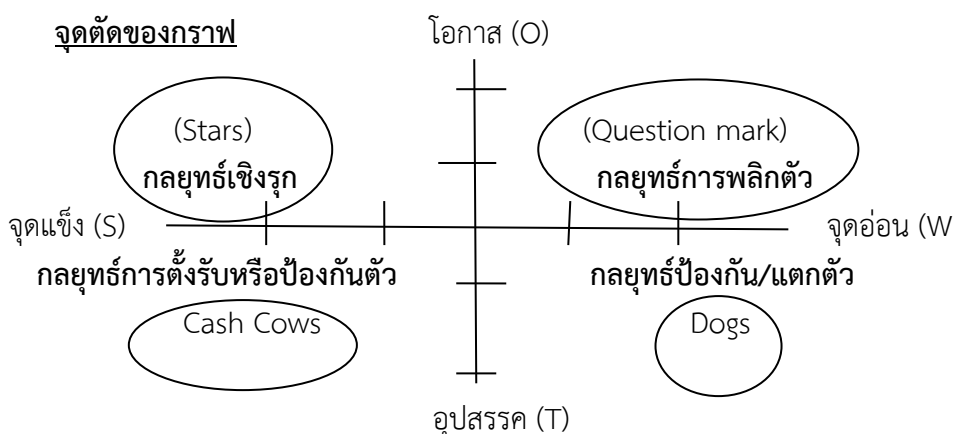 จุดตัดของกราฟ
โอกาส (O)
(Stars)
(Question mark)
กลยุทธ์เชิงรุก
กลยุทธ์การพลิกตัว
จุดแข็ง (S)
จุดอ่อน (W
กลยุทธ์การตั้งรับหรือป้องกันตัว
กลยุทธ์ป้องกัน/แตกตัว
Cash Cows
Dogs
อุปสรรค (T)